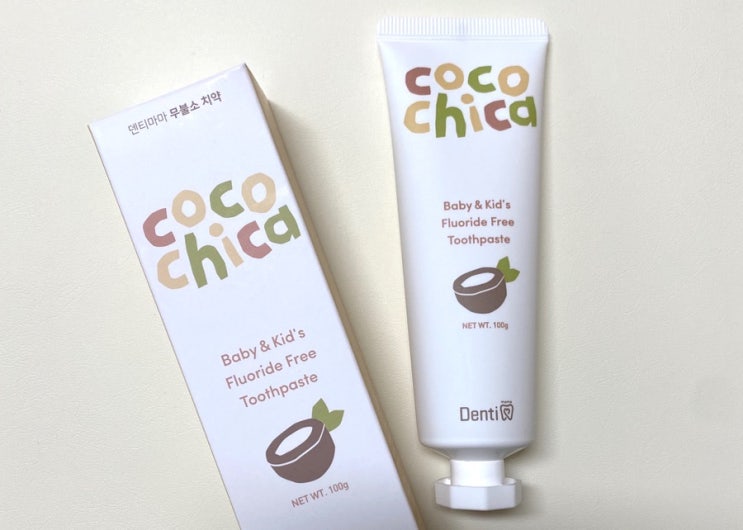 덴티마마 무불소 치약
coco
chica
Baby & Kid's
Fluoride Free
Toothpaste
NET WT. 100g
coco
chica
Baby & Kid's
Fluoride Free
Toothpaste
NET WT. 100g
Denti mama